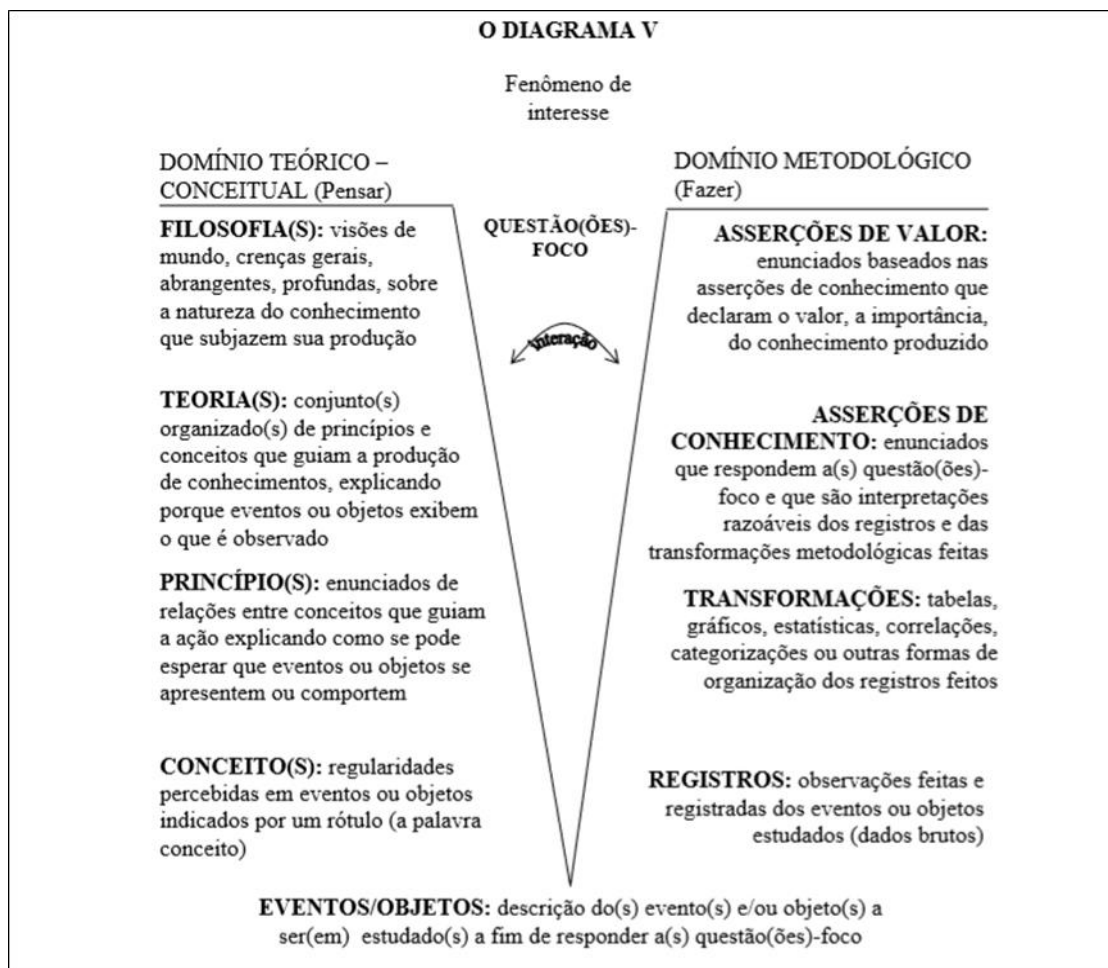 O DIAGRAMA V
Fenômeno de
interesse
DOMÍNIO TEÓRICO –
CONCEITUAL (Pensar)
FILOSOFIA(S): visões de
mundo, crenças gerais,
abrangentes, profundas, sobre
a natureza do conhecimento
que subjazem sua produção
TEORIA(S): conjunto(s)
organizado(s) de princípios e
conceitos que guiam a produção
de conhecimentos, explicando
porque eventos ou objetos exibem
o que é observado
PRINCÍPIO(S): enunciados de
relações entre conceitos que guiam
a ação explicando como se pode
esperar que eventos ou objetos se
apresentem ou comportem
CONCEITO(S): regularidades
percebidas em eventos ou objetos
indicados por um rótulo (a palavra
conceito)
QUESTÃO(ÕES)-
FOCO
interação
DOMÍNIO METODOLÓGICO
(Fazer)
ASSERÇÕES DE VALOR:
enunciados baseados nas
asserções de conhecimento que
declaram o valor, a importância,
do conhecimento produzido
ASSERÇÕES DE
CONHECIMENTO: enunciados
que respondem a(s) questão(ões)-
foco e que são interpretações
razoáveis dos registros e das
transformações metodológicas feitas
TRANSFORMAÇÕES: tabelas,
gráficos, estatísticas, correlações,
categorizações ou outras formas de
organização dos registros feitos
REGISTROS: observações feitas e
registradas dos eventos ou objetos
estudados (dados brutos)
EVENTOS/OBJETOS: descrição do(s) evento(s) e/ou objeto(s) a
ser(em) estudado(s) a fim de responder a(s) questão(ões)-foco